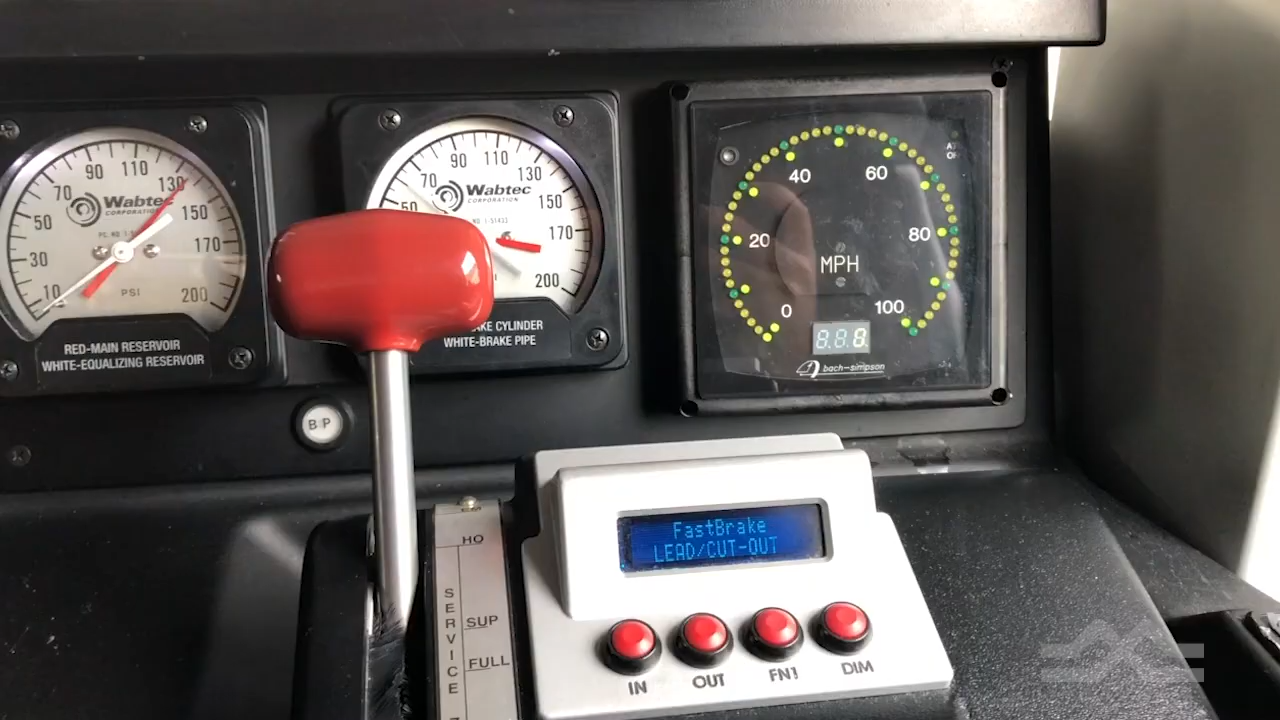 10
30
50
70
90
110
130
150
170
200
Wabtec
CORPORATION
PSI
RED-MAIN RESERVOIR
WHITE-EQUALIZING RESERVOIR
50
70
90
110
130
150
170
200
Wabtec
CORPORATION
CYLINDER
WHITE-BRAKE PIPE
0
20
40
60
80
100
MPH
8.8.8
bach-simpson
BP
HO
SERVICE
SUP
FULL
FastBrake
LEAD/CUT-OUT
IN
OUT
FN1
DIM